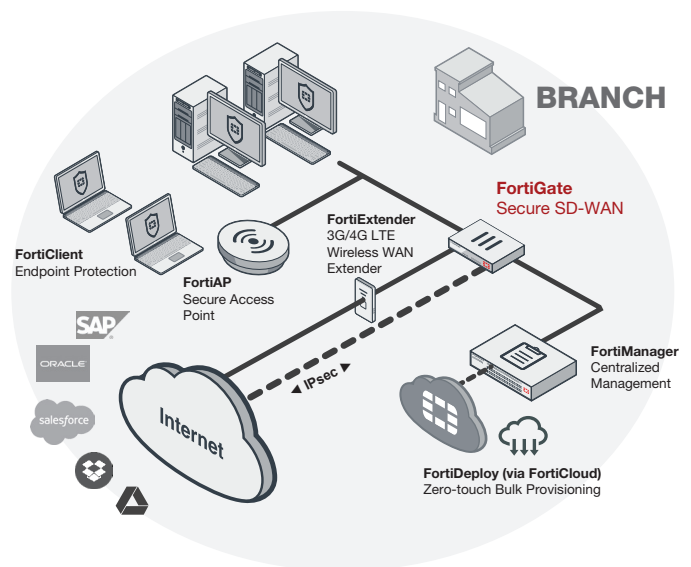 BRANCH
FortiGate
Secure SD-WAN
FortiExtender
3G/4G LTE
Wireless WAN
Extender
FortiClient
Endpoint Protection
FortiAP
Secure Access
Point
SAP
ORACLE
salesforce
Internet
IPsec
FortiManager
Centralized
Management
FortiDeploy (via FortiCloud)
Zero-touch Bulk Provisioning